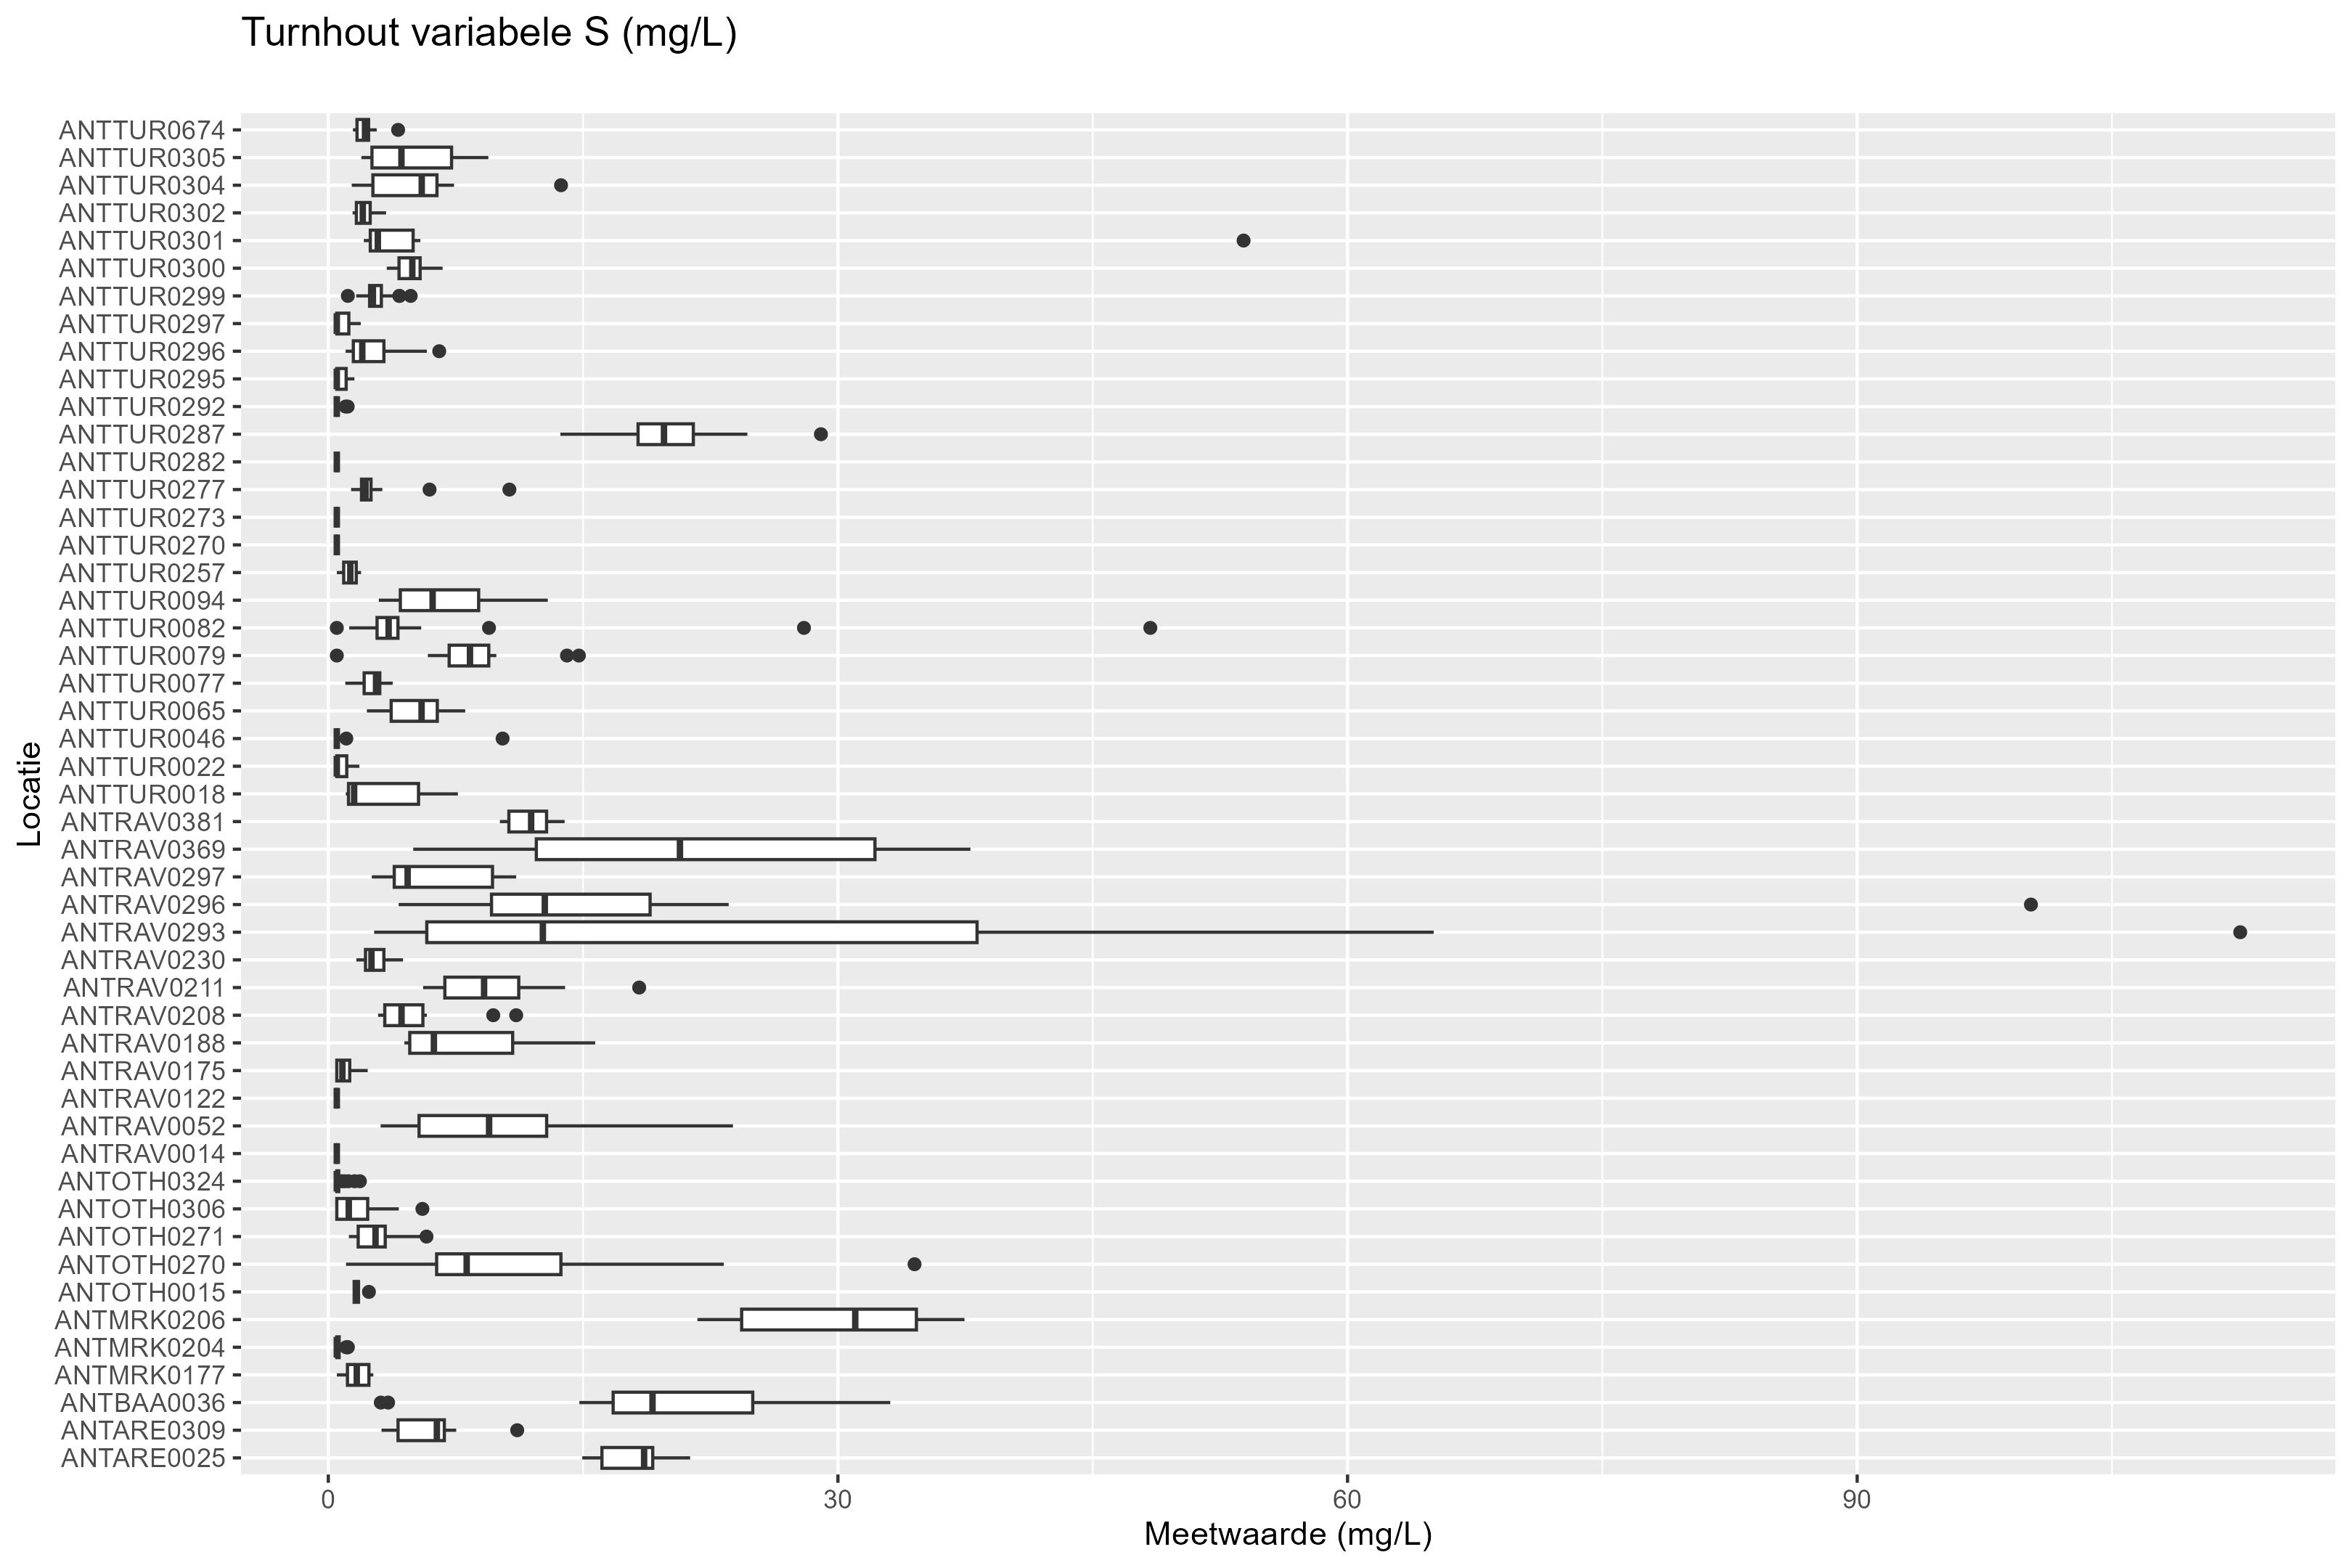 Turnhout variabele S (mg/L)
Locatie
ANTTUR0674
ANTTUR0305
ANTTUR0304
ANTTUR0302
ANTTUR0301
ANTTUR0300
ANTTUR0299
ANTTUR0297
ANTTUR0296
ANTTUR0295
ANTTUR0292
ANTTUR0287
ANTTUR0282
ANTTUR0277
ANTTUR0273
ANTTUR0270
ANTTUR0257
ANTTUR0094
ANTTUR0082
ANTTUR0079
ANTTUR0077
ANTTUR0065
ANTTUR0046
ANTTUR0022
ANTTUR0018
ANTRAV0381
ANTRAV0369
ANTRAV0297
ANTRAV0296
ANTRAV0293
ANTRAV0230
ANTRAV0211
ANTRAV0208
ANTRAV0188
ANTRAV0175
ANTRAV0122
ANTRAV0052
ANTRAV0014
ANTOTH0324
ANTOTH0306
ANTOTH0271
ANTOTH0270
ANTOTH0015
ANTMRK0206
ANTMRK0204
ANTMRK0177
ANTBAA0036
ANTARE0309
ANTARE0025
0 30 60 90
Meetwaarde (mg/L)